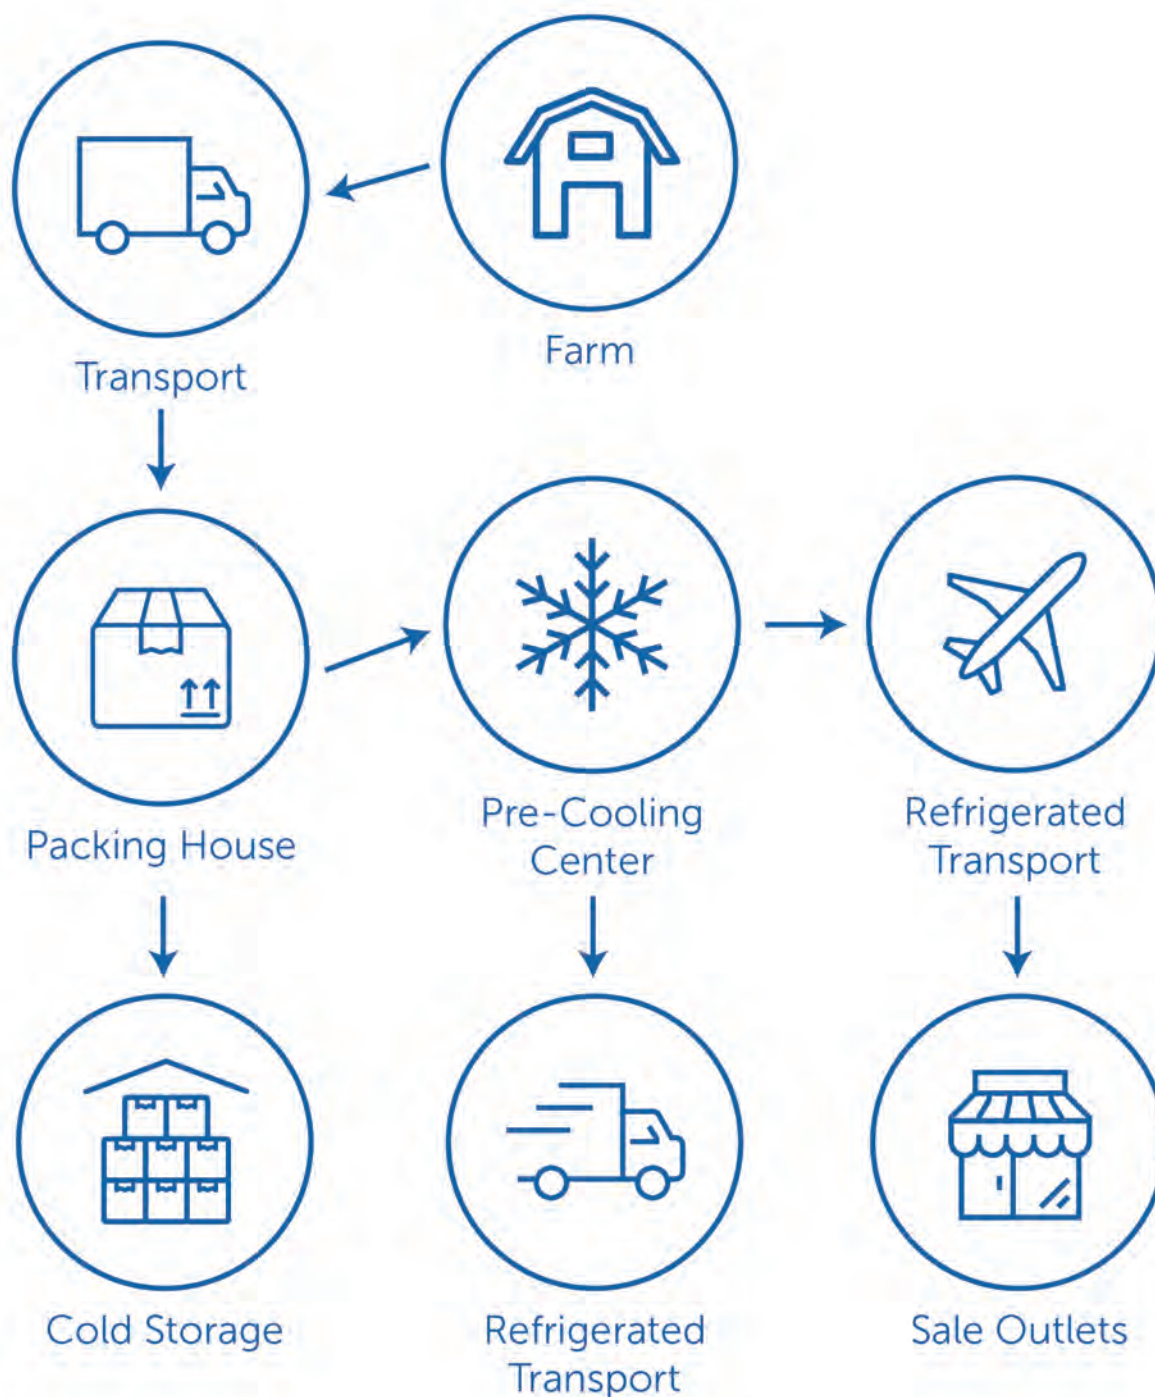 Transport
Farm
Packing House
Pre-Cooling
Center
Refrigerated
Transport
Cold Storage
Refrigerated
Transport
Sale Outlets